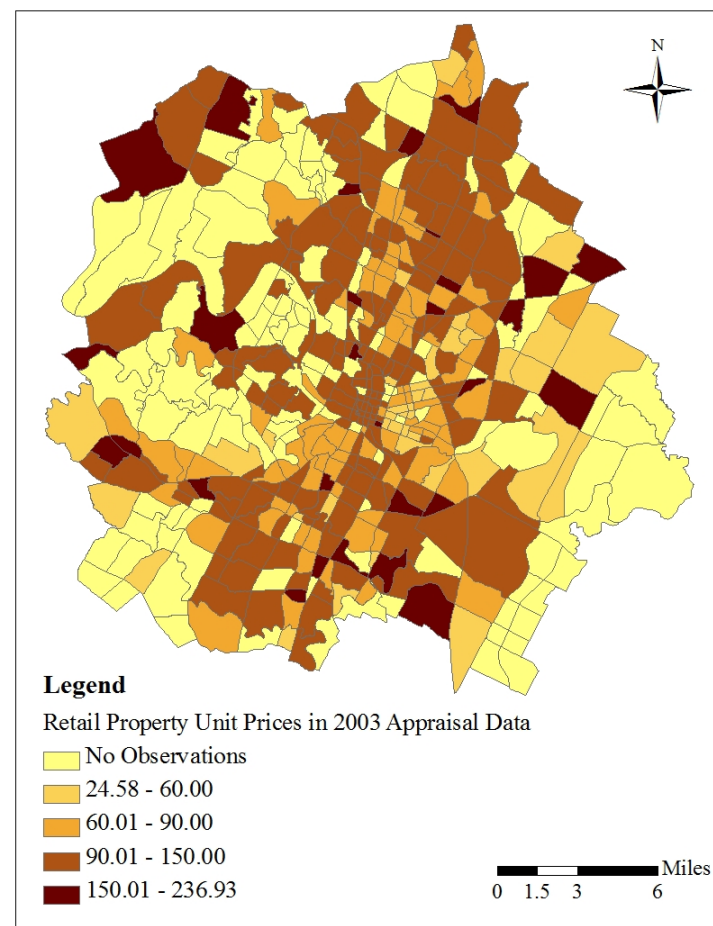 N
Legend
Retail Property Unit Prices in 2003 Appraisal Data
No Observations
24.58 - 60.00
60.01 - 90.00
90.01 - 150.00
150.01 - 236.93
Miles
0 1.5 3 6